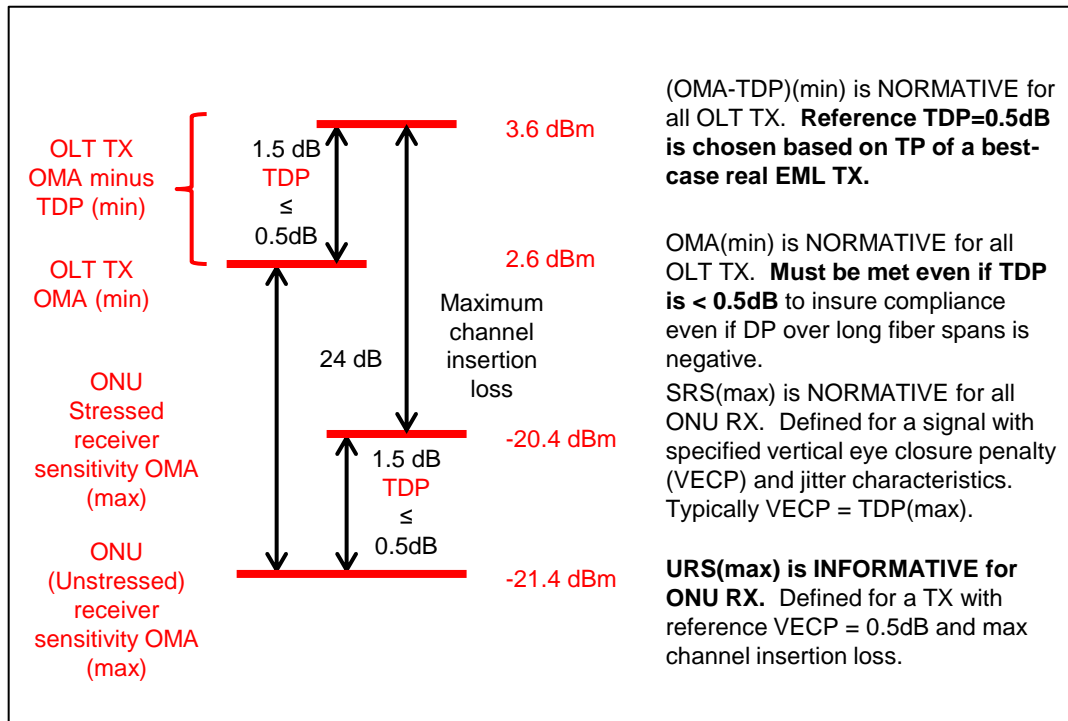 OLT TX
OMA minus
TDP (min)
OLT TX
OMA (min)
ONU
Stressed
receiver
sensitivity OMA
(max)
ONU
(Unstressed)
receiver
sensitivity OMA
(max)
1.5 dB
TDP
≤
0.5dB
24 dB
Maximum
channel
insertion
loss
1.5 dB
TDP
≤
0.5dB
3.6 dBm
2.6 dBm
-20.4 dBm
-21.4 dBm
(OMA-TDP)(min) is NORMATIVE for
all OLT TX. Reference TDP=0.5dB
is chosen based on TP of a best-
case real EML TX.
OMA(min) is NORMATIVE for all
OLT TX. Must be met even if TDP
is < 0.5dB to insure compliance
even if DP over long fiber spans is
negative.
SRS(max) is NORMATIVE for all
ONU RX. Defined for a signal with
specified vertical eye closure penalty
(VECP) and jitter characteristics.
Typically VECP = TDP(max).
URS(max) is INFORMATIVE for
ONU RX. Defined for a TX with
reference VECP = 0.5dB and max
channel insertion loss.